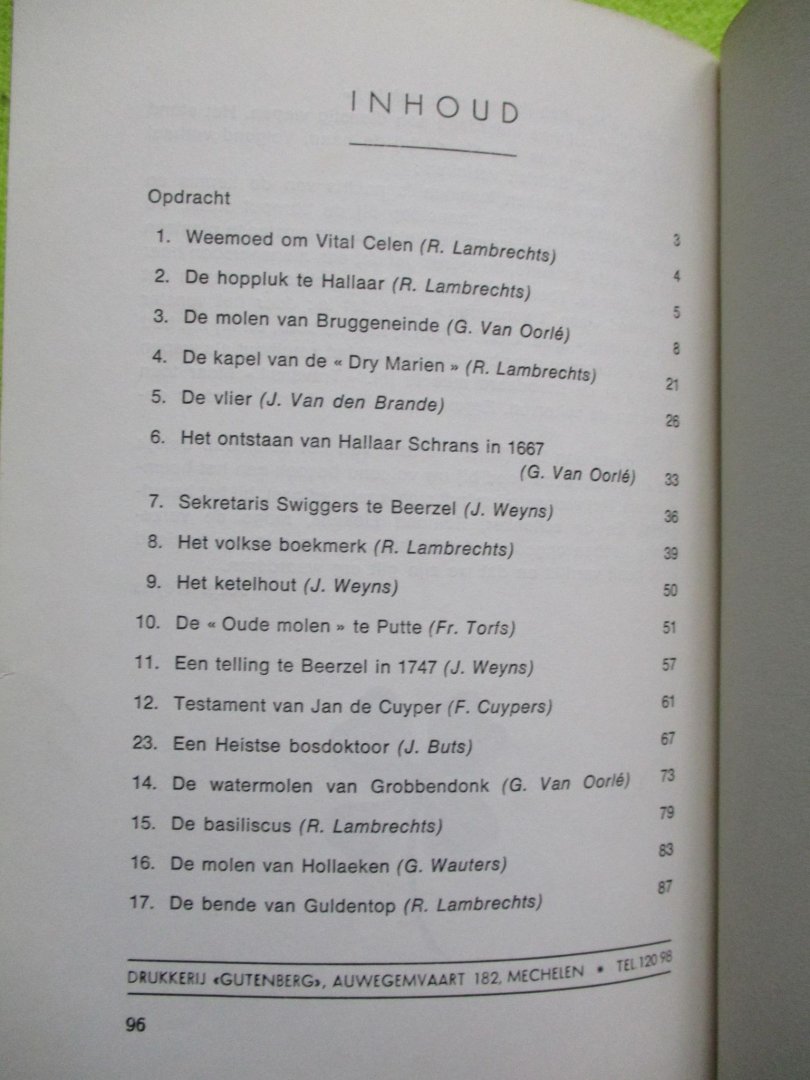 INHOUD
Opdracht 3
1. Weemoed om Vital Celen (R. Lambrechts) 4
2. De hoppluk te Hallaar (R. Lambrechts) 5
3. De molen van Bruggeneinde (G. Van Oorlé) 8
4. De kapel van de « Dry Marien » (R. Lambrechts) 21
5. De vlier (J. Van den Brande) 26
6. Het ontstaan van Hallaar Schrans in 1667
(G. Van Oorlé) 33
7. Sekretaris Swiggers te Beerzel (J. Weyns) 36
8. Het volkse boekmerk (R. Lambrechts) 39
9. Het ketelhout (J. Weyns) 50
10. De « Oude molen » te Putte (Fr. Torfs) 51
11. Een telling te Beerzel in 1747 (J. Weyns) 57
12. Testament van Jan de Cuyper (F. Cuypers) 61
23. Een Heistse bosdoktoor (J. Buts) 67
14. De watermolen van Grobbendonk (G. Van Oorlé) 73
15. De basiliscus (R. Lambrechts) 79
16. De molen van Hollaeken (G. Wauters) 83
17. De bende van Guldentop (R. Lambrechts) 87
DRUKKERIJ «GUTENBERG», AUWEGEMVAART 182, MECHELEN • TEL 120 98
96